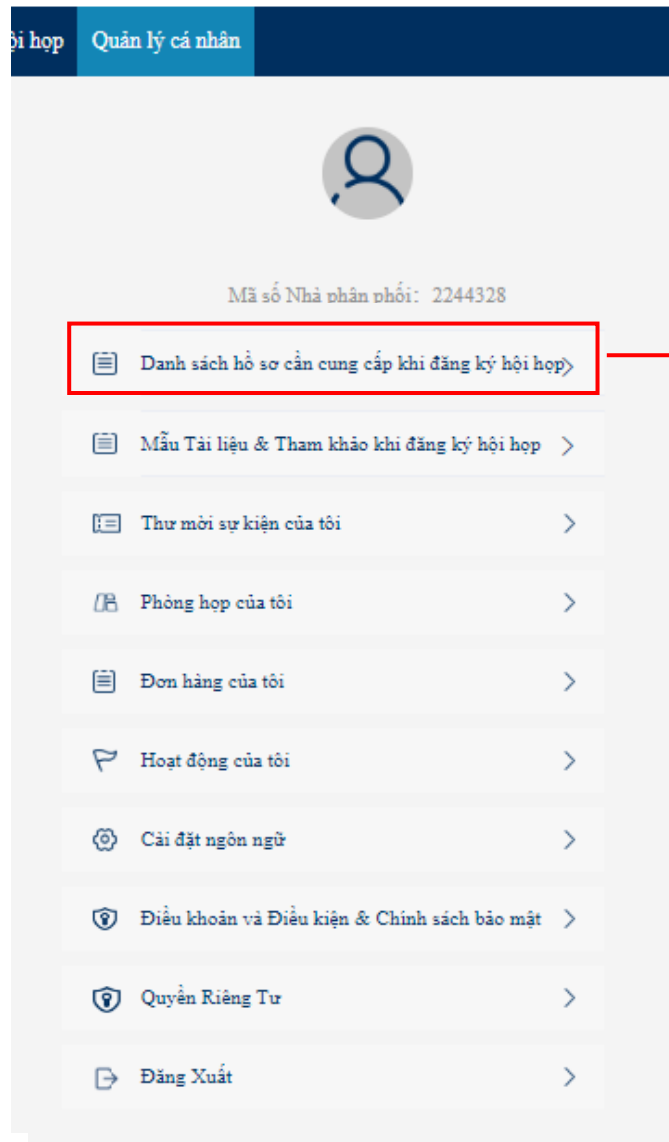 ội họp Quản lý cá nhân
Mã số Nhà phân phối: 2244328
Danh sách hồ sơ cần cung cấp khi đăng ký hội họp
Mẫu Tài liệu & Tham khảo khi đăng ký hội họp
Thư mời sự kiện của tôi
Phòng họp của tôi
Đơn hàng của tôi
Hoạt động của tôi
Cài đặt ngôn ngữ
Điều khoản và Điều kiện & Chính sách bảo mật
Quyền Riêng Tư
Đăng Xuất